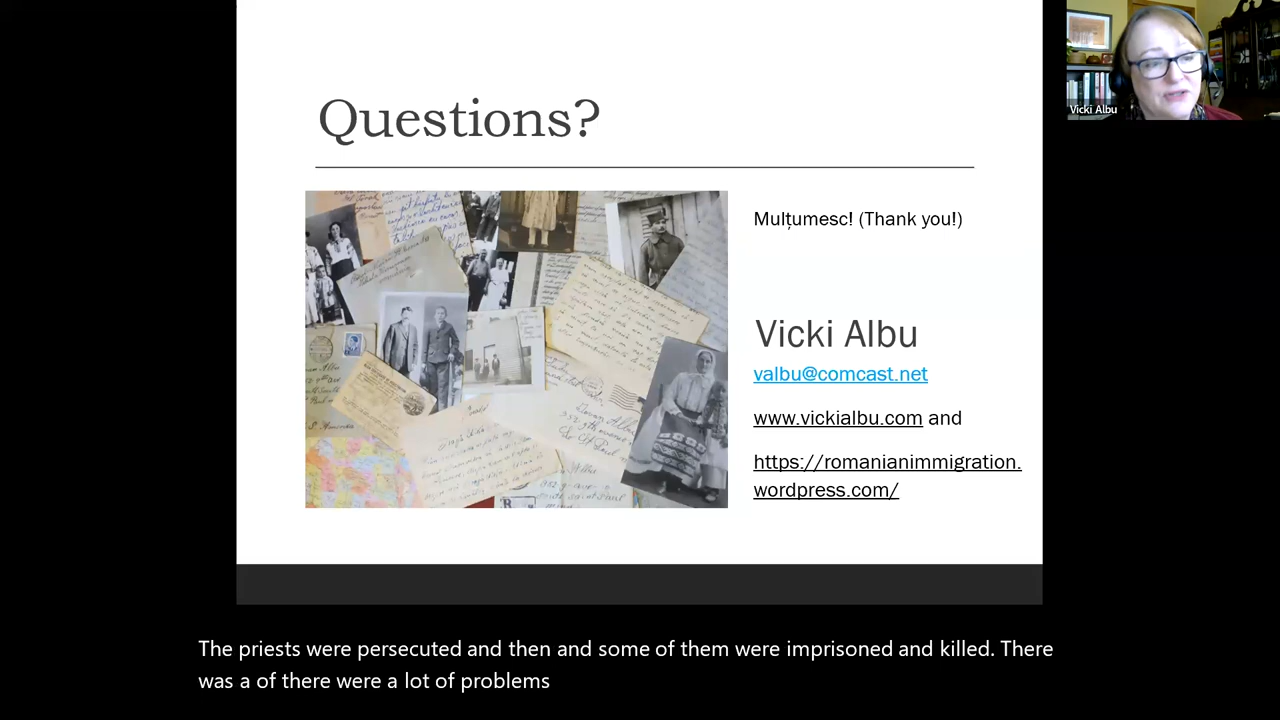 Vicki Albu
Questions?
Mulțumesc! (Thank you!)
Vicki Albu
valbu@comcast.net
www.vickialbu.com and
https://romanianimmigration.
wordpress.com/
The priests were persecuted and then and some of them were imprisoned and killed. There
was a of there were a lot of problems